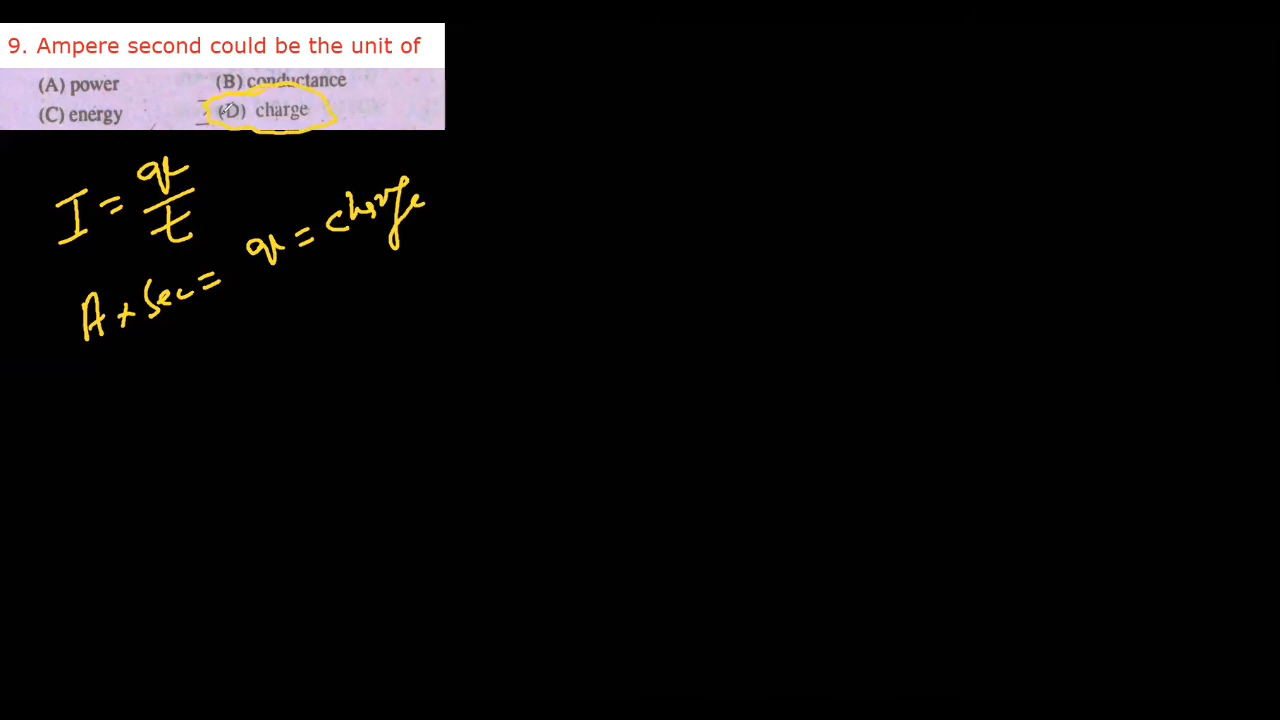 9. Ampere second could be the unit of
(A) power (B) conductance
(C) energy (D) charge
I = q/t
A + Sec = q = charge